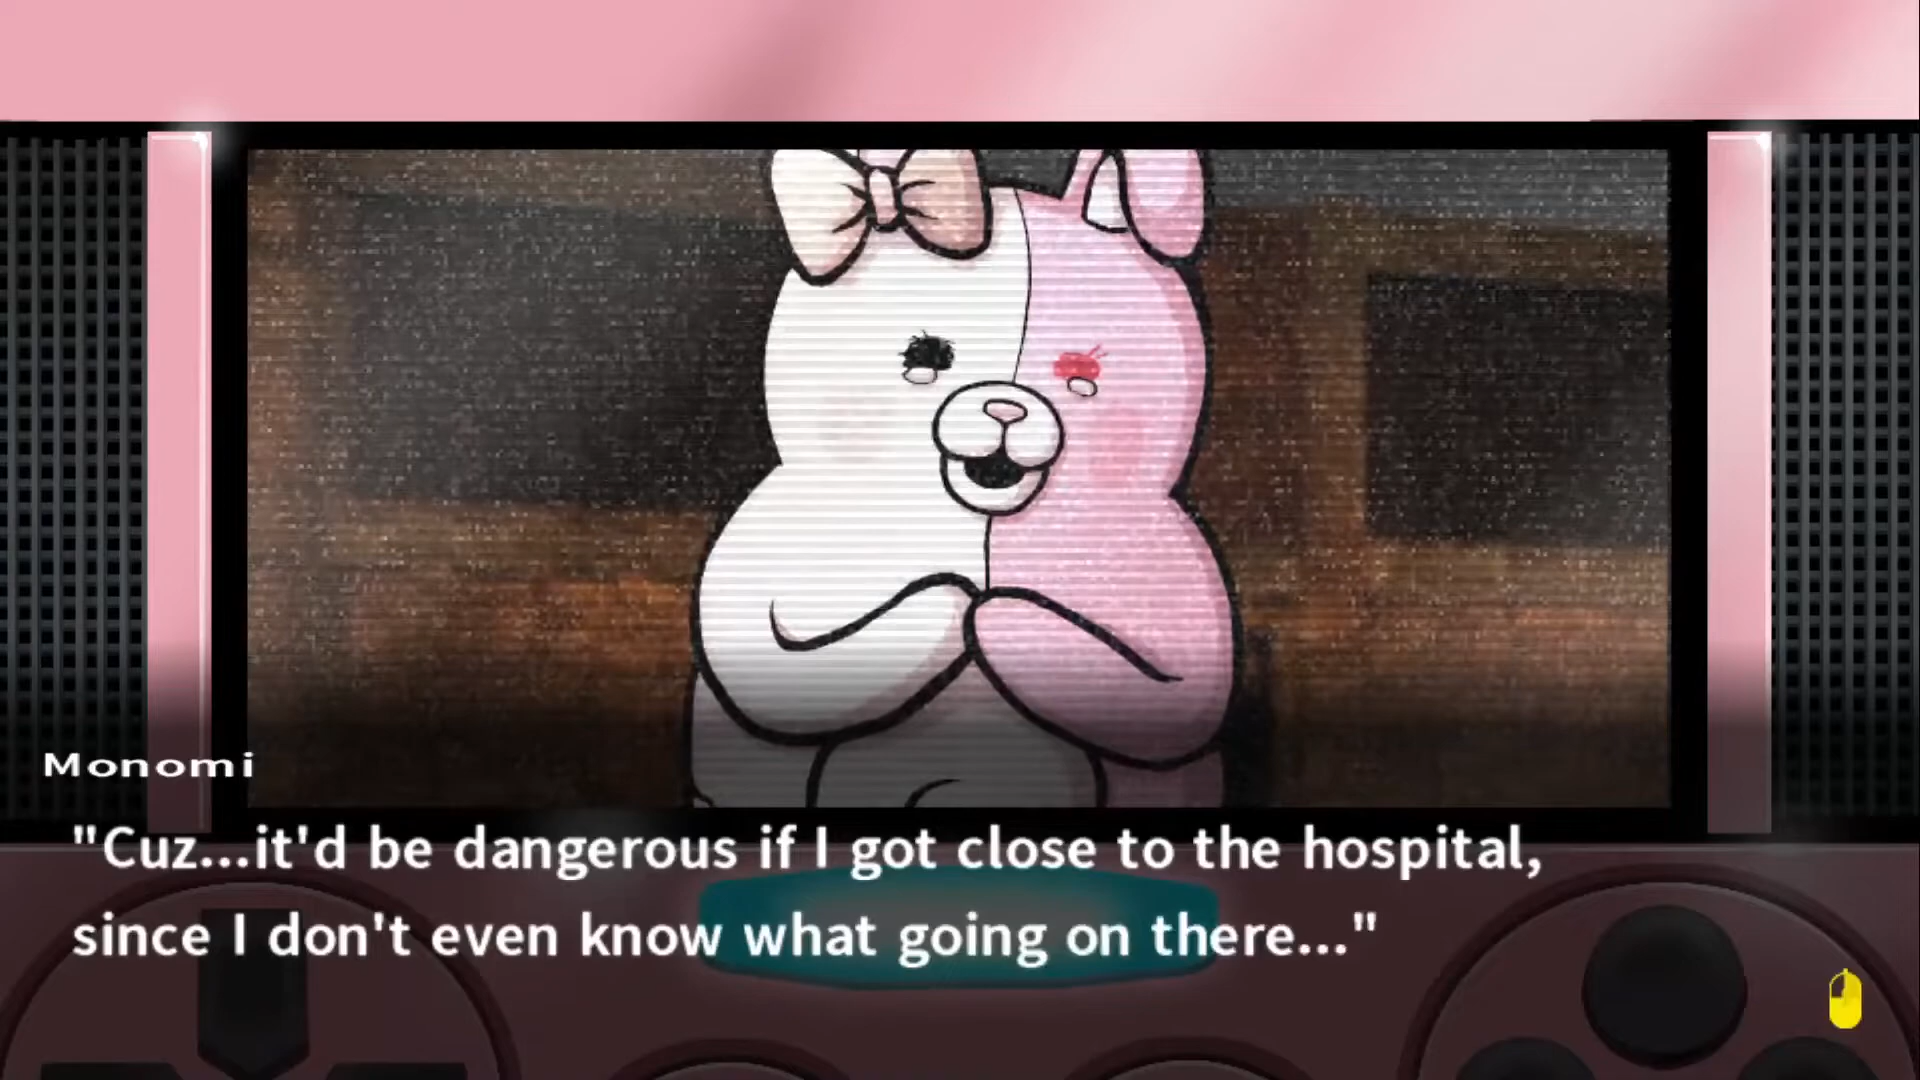 Monomi
"Cuz...it'd be dangerous if I got close to the hospital,
since I don't even know what going on there..."